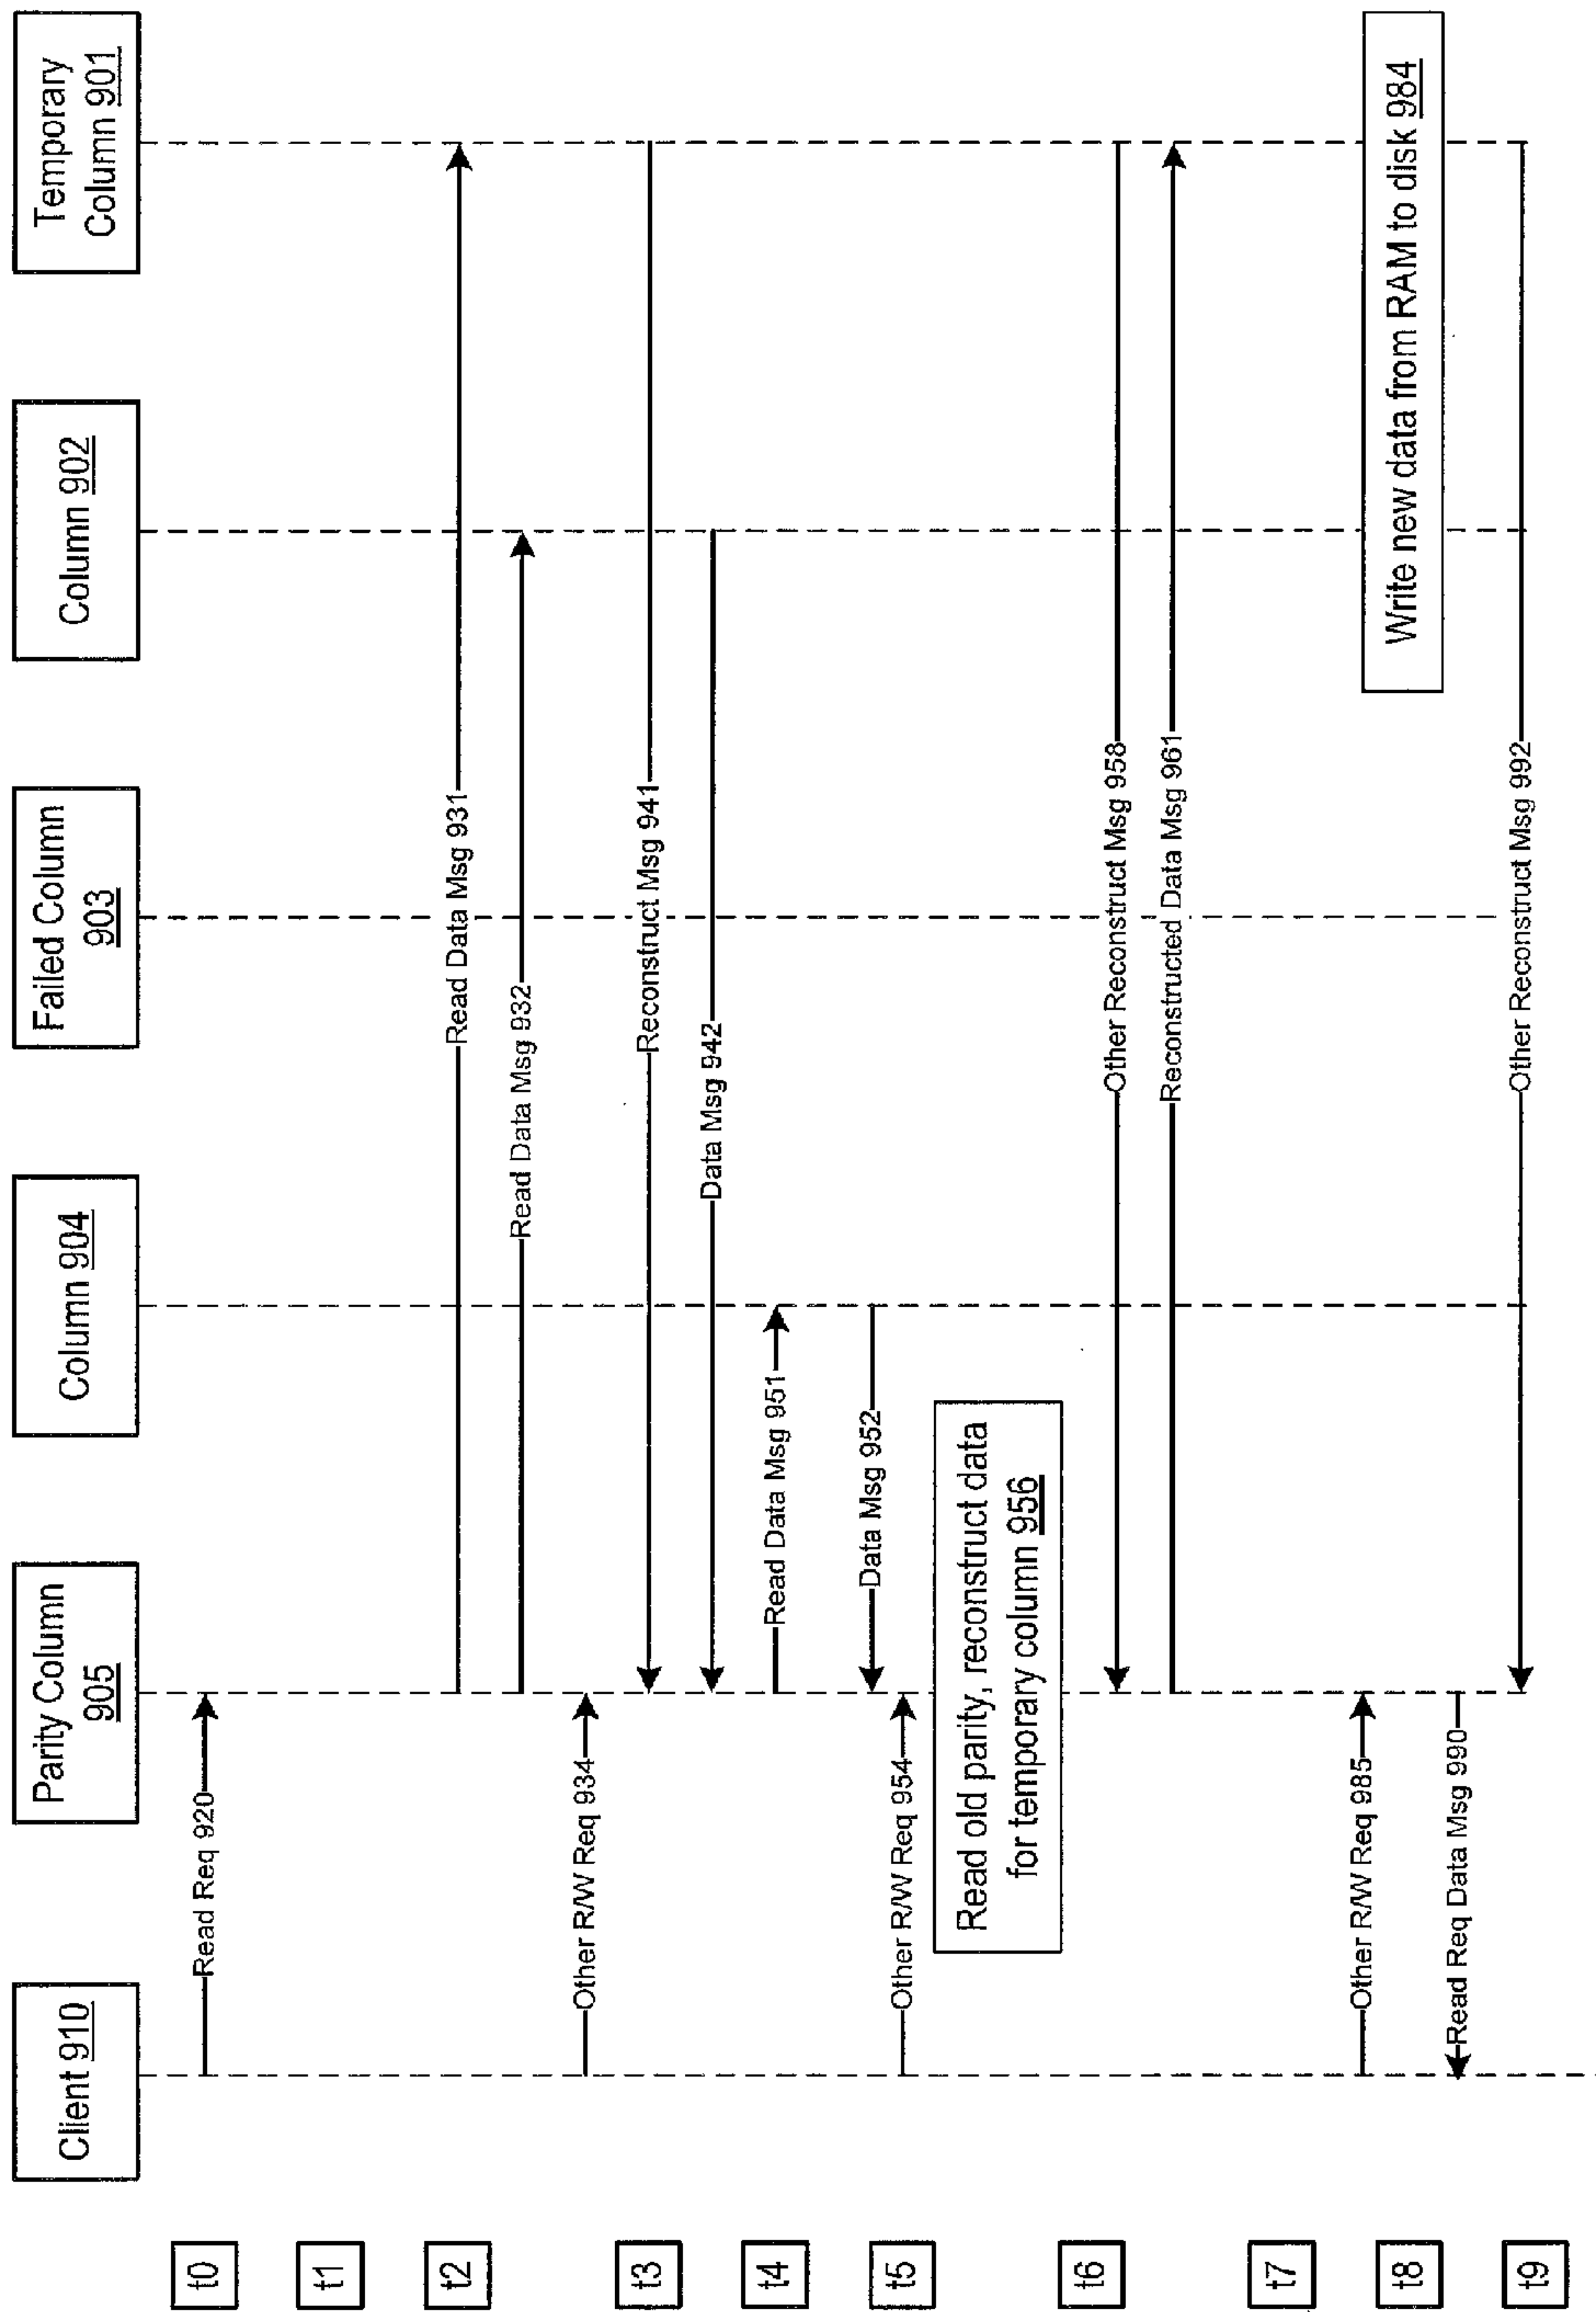 Client 910
Parity Column
905
Column 904
Failed Column
903
Column 902
Temporary
Column 901
t0
Read Req 920
t1
t2
Read Data Msg 931
Read Data Msg 932
Other R/W Req 934
t3
Reconstruct Msg 941
Data Msg 942
t4
Read Data Msg 951
Data Msg 952
t5
Other R/W Req 954
Read old parity, reconstruct data
for temporary column 956
t6
Other Reconstruct Msg 958
Reconstructed Data Msg 961
t7
Other R/W Req 985
t8
Write new data from RAM to disk 984
Read Req Data Msg 990
t9
Other Reconstruct Msg 992